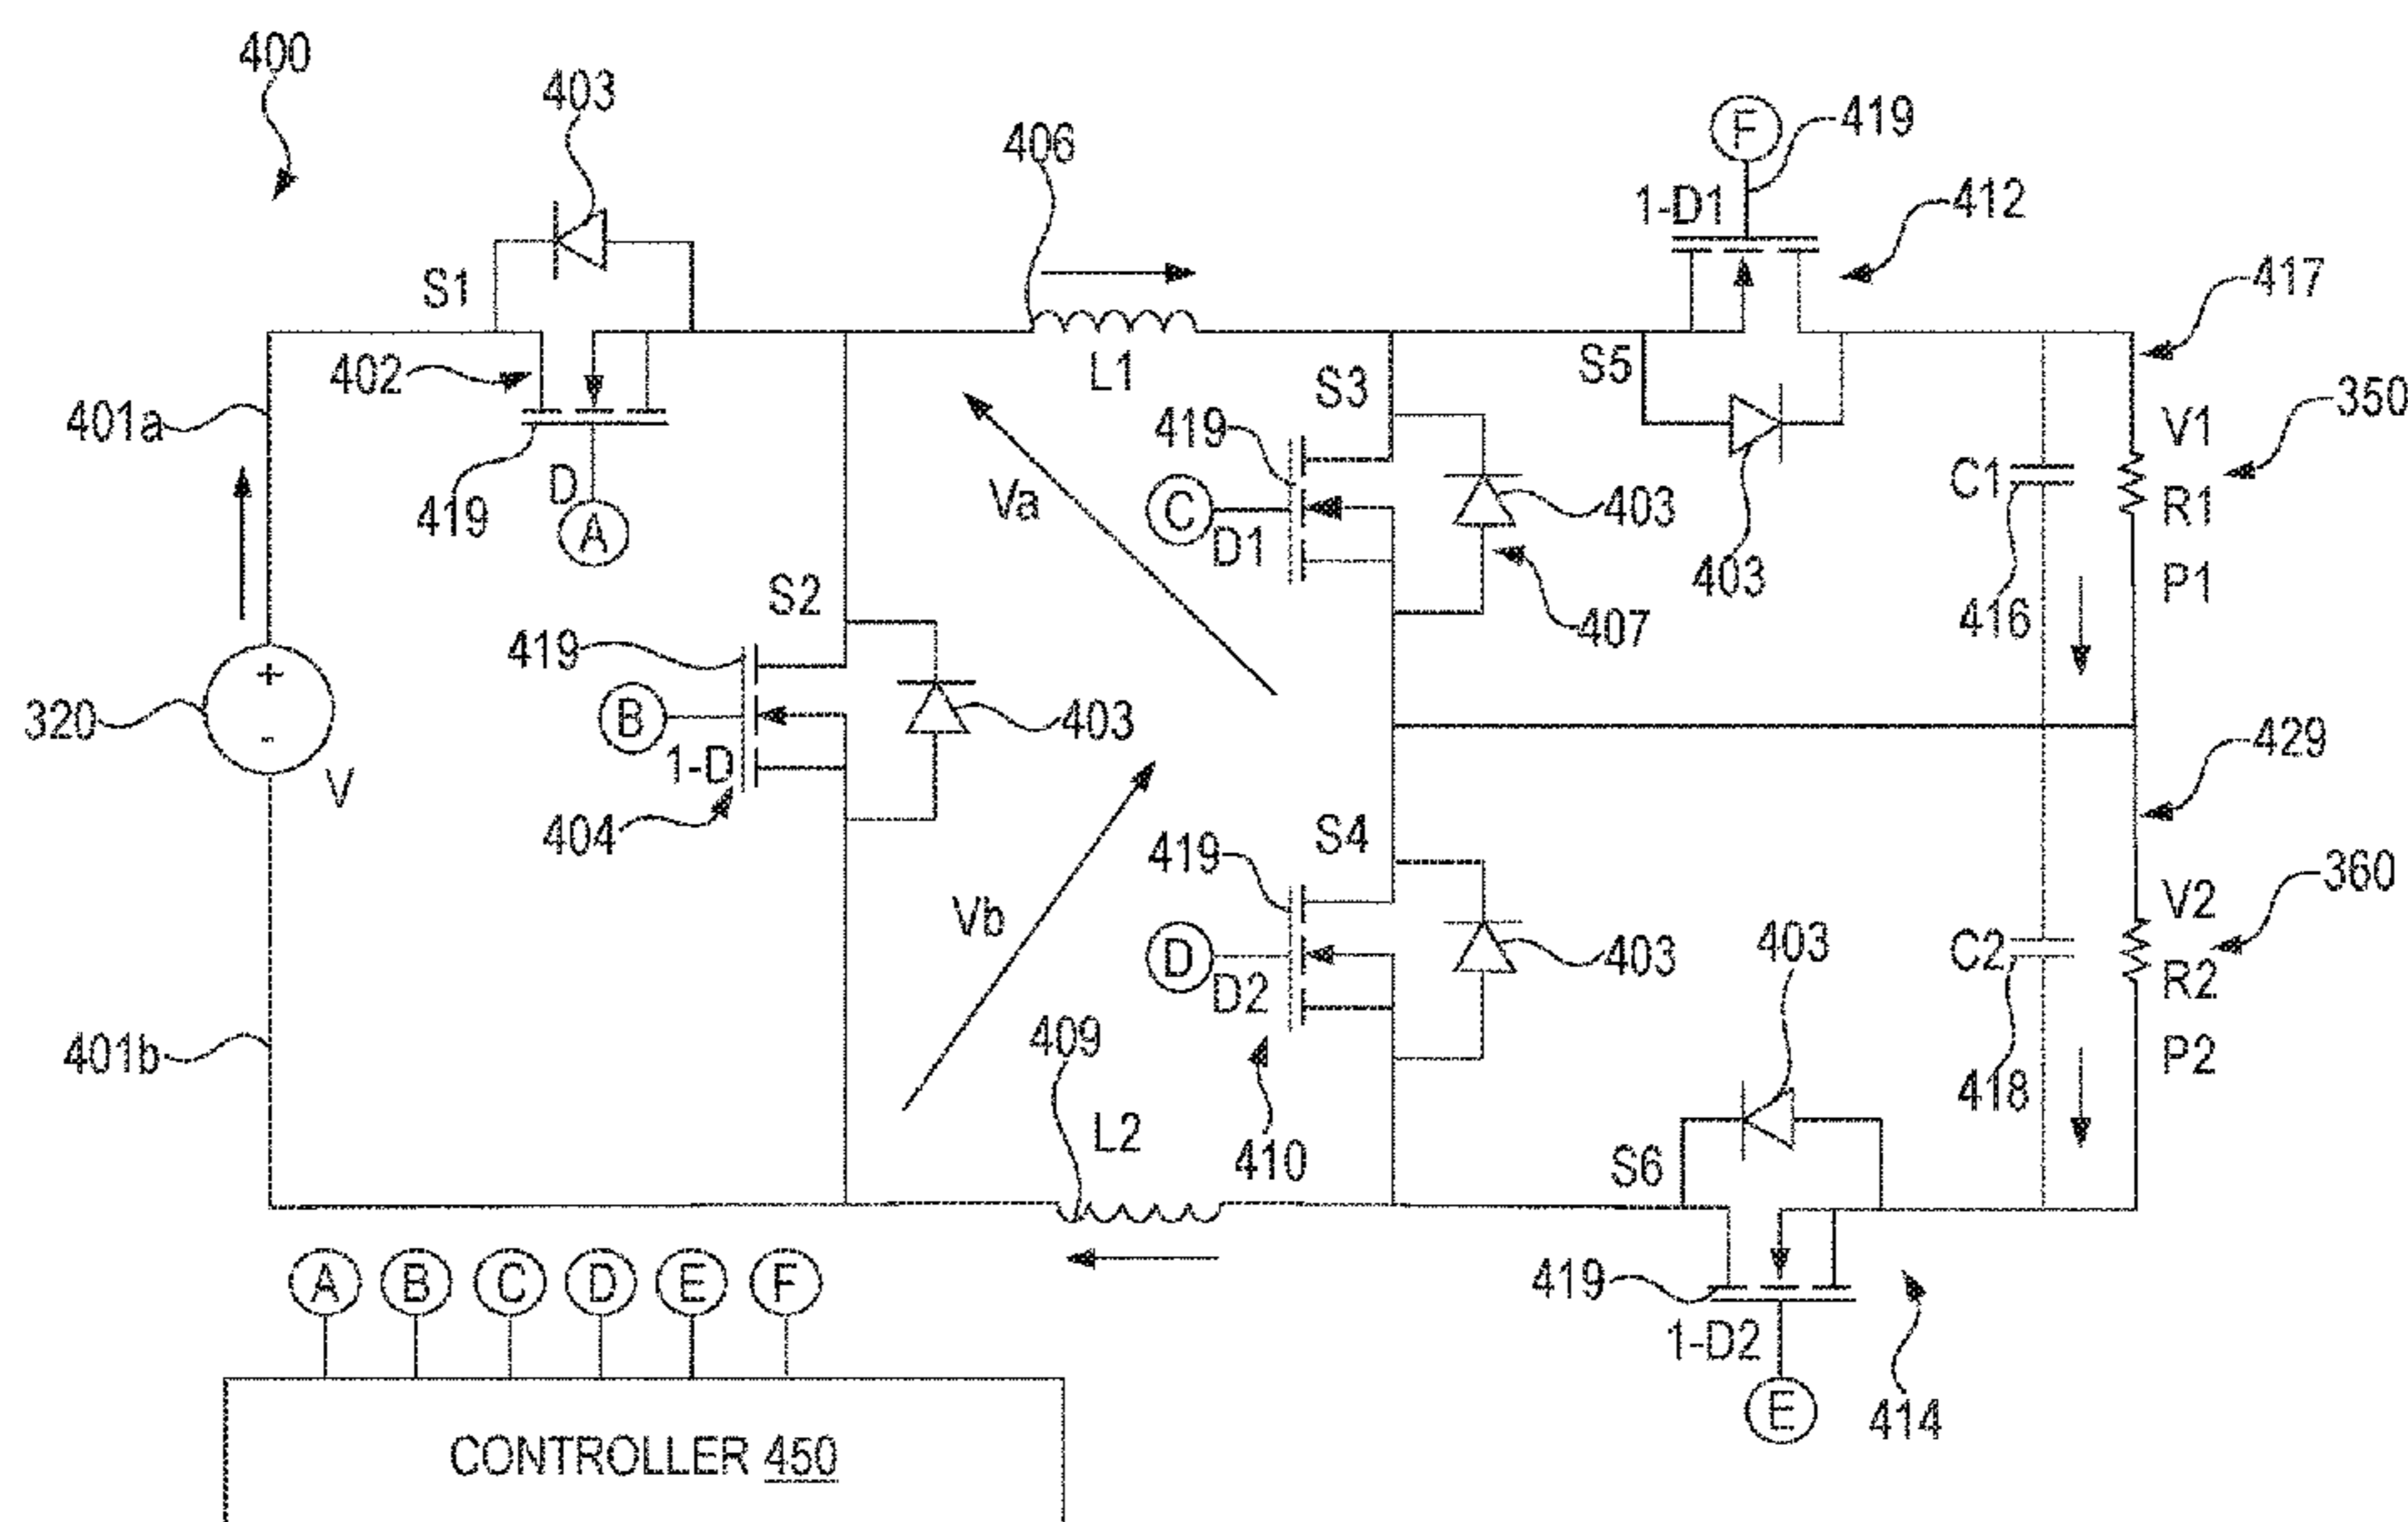 400
403
406
F
419
1-D1
412
417
S1
402
L1
S5
S3
350
401a
419
D
A
Va
419
C
D1
403
407
403
C1
416
V1
R1
P1
S2
419
B
1-D
404
403
320
+
-
V
429
Vb
S4
419
D
D2
403
410
403
C2
418
V2
R2
P2
360
401b
409
L2
S6
419
1-D2
E
414
A B C D E F
CONTROLLER 450